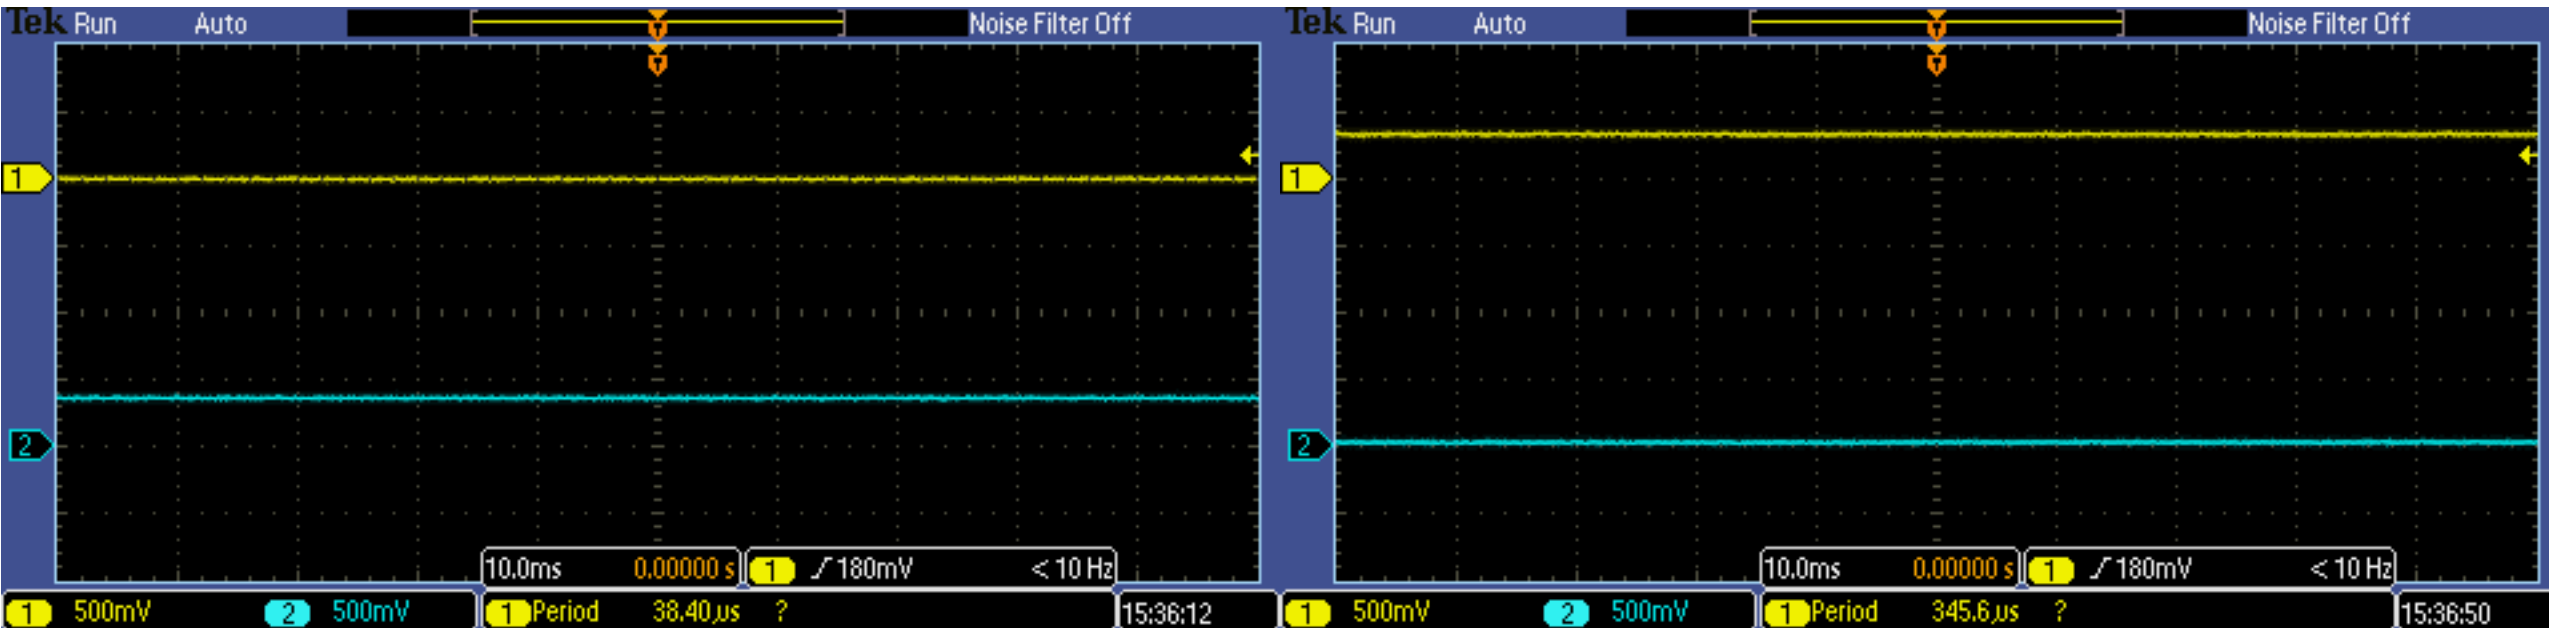 Tek Run Auto Noise Filter Off
T
T
1
2
10.0ms 0.00000 s 1 180mV < 10 Hz
1 500mV 2 500mV 1 Period 38.40µs ? 15:36:12
Tek Run Auto Noise Filter Off
T
T
1
2
10.0ms 0.00000 s 1 180mV < 10 Hz
1 500mV 2 500mV 1 Period 345.6µs ? 15:36:50